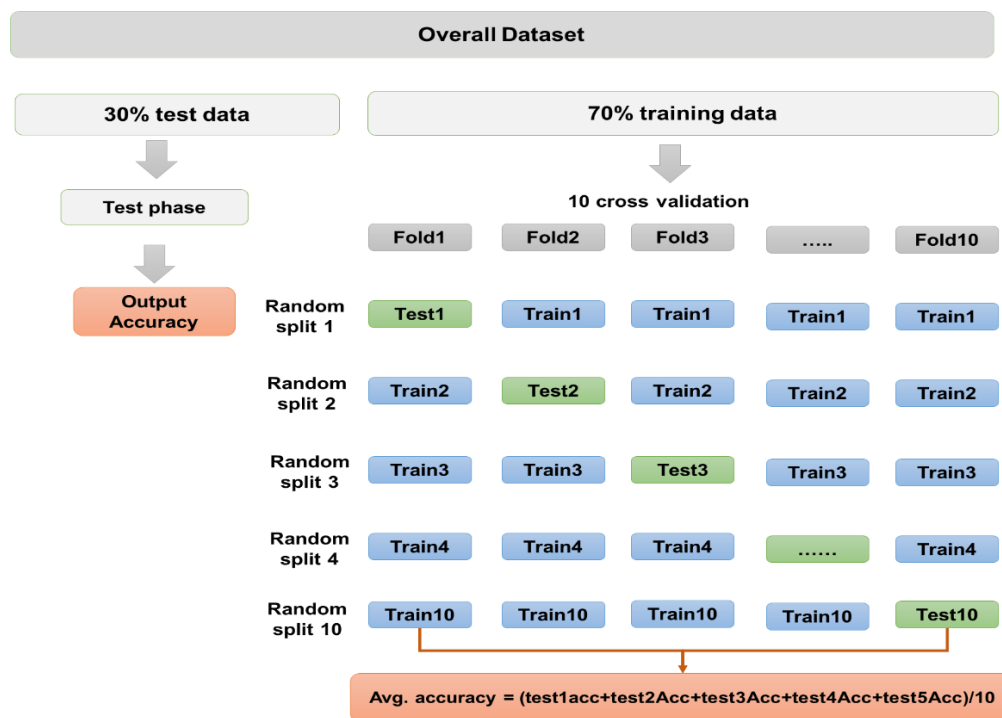 Overall Dataset
30% test data
70% training data
Test phase
10 cross validation
Output
Accuracy
Fold1
Fold2
Fold3
.....
Fold10
Random
split 1
Test1
Train1
Train1
Train1
Train1
Random
split 2
Train2
Test2
Train2
Train2
Train2
Random
split 3
Train3
Train3
Test3
Train3
Train3
Random
split 4
Train4
Train4
Train4
......
Train4
Random
split 10
Train10
Train10
Train10
Train10
Test10
Avg. accuracy = (test1acc+test2Acc+test3Acc+test4Acc+test5Acc)/10